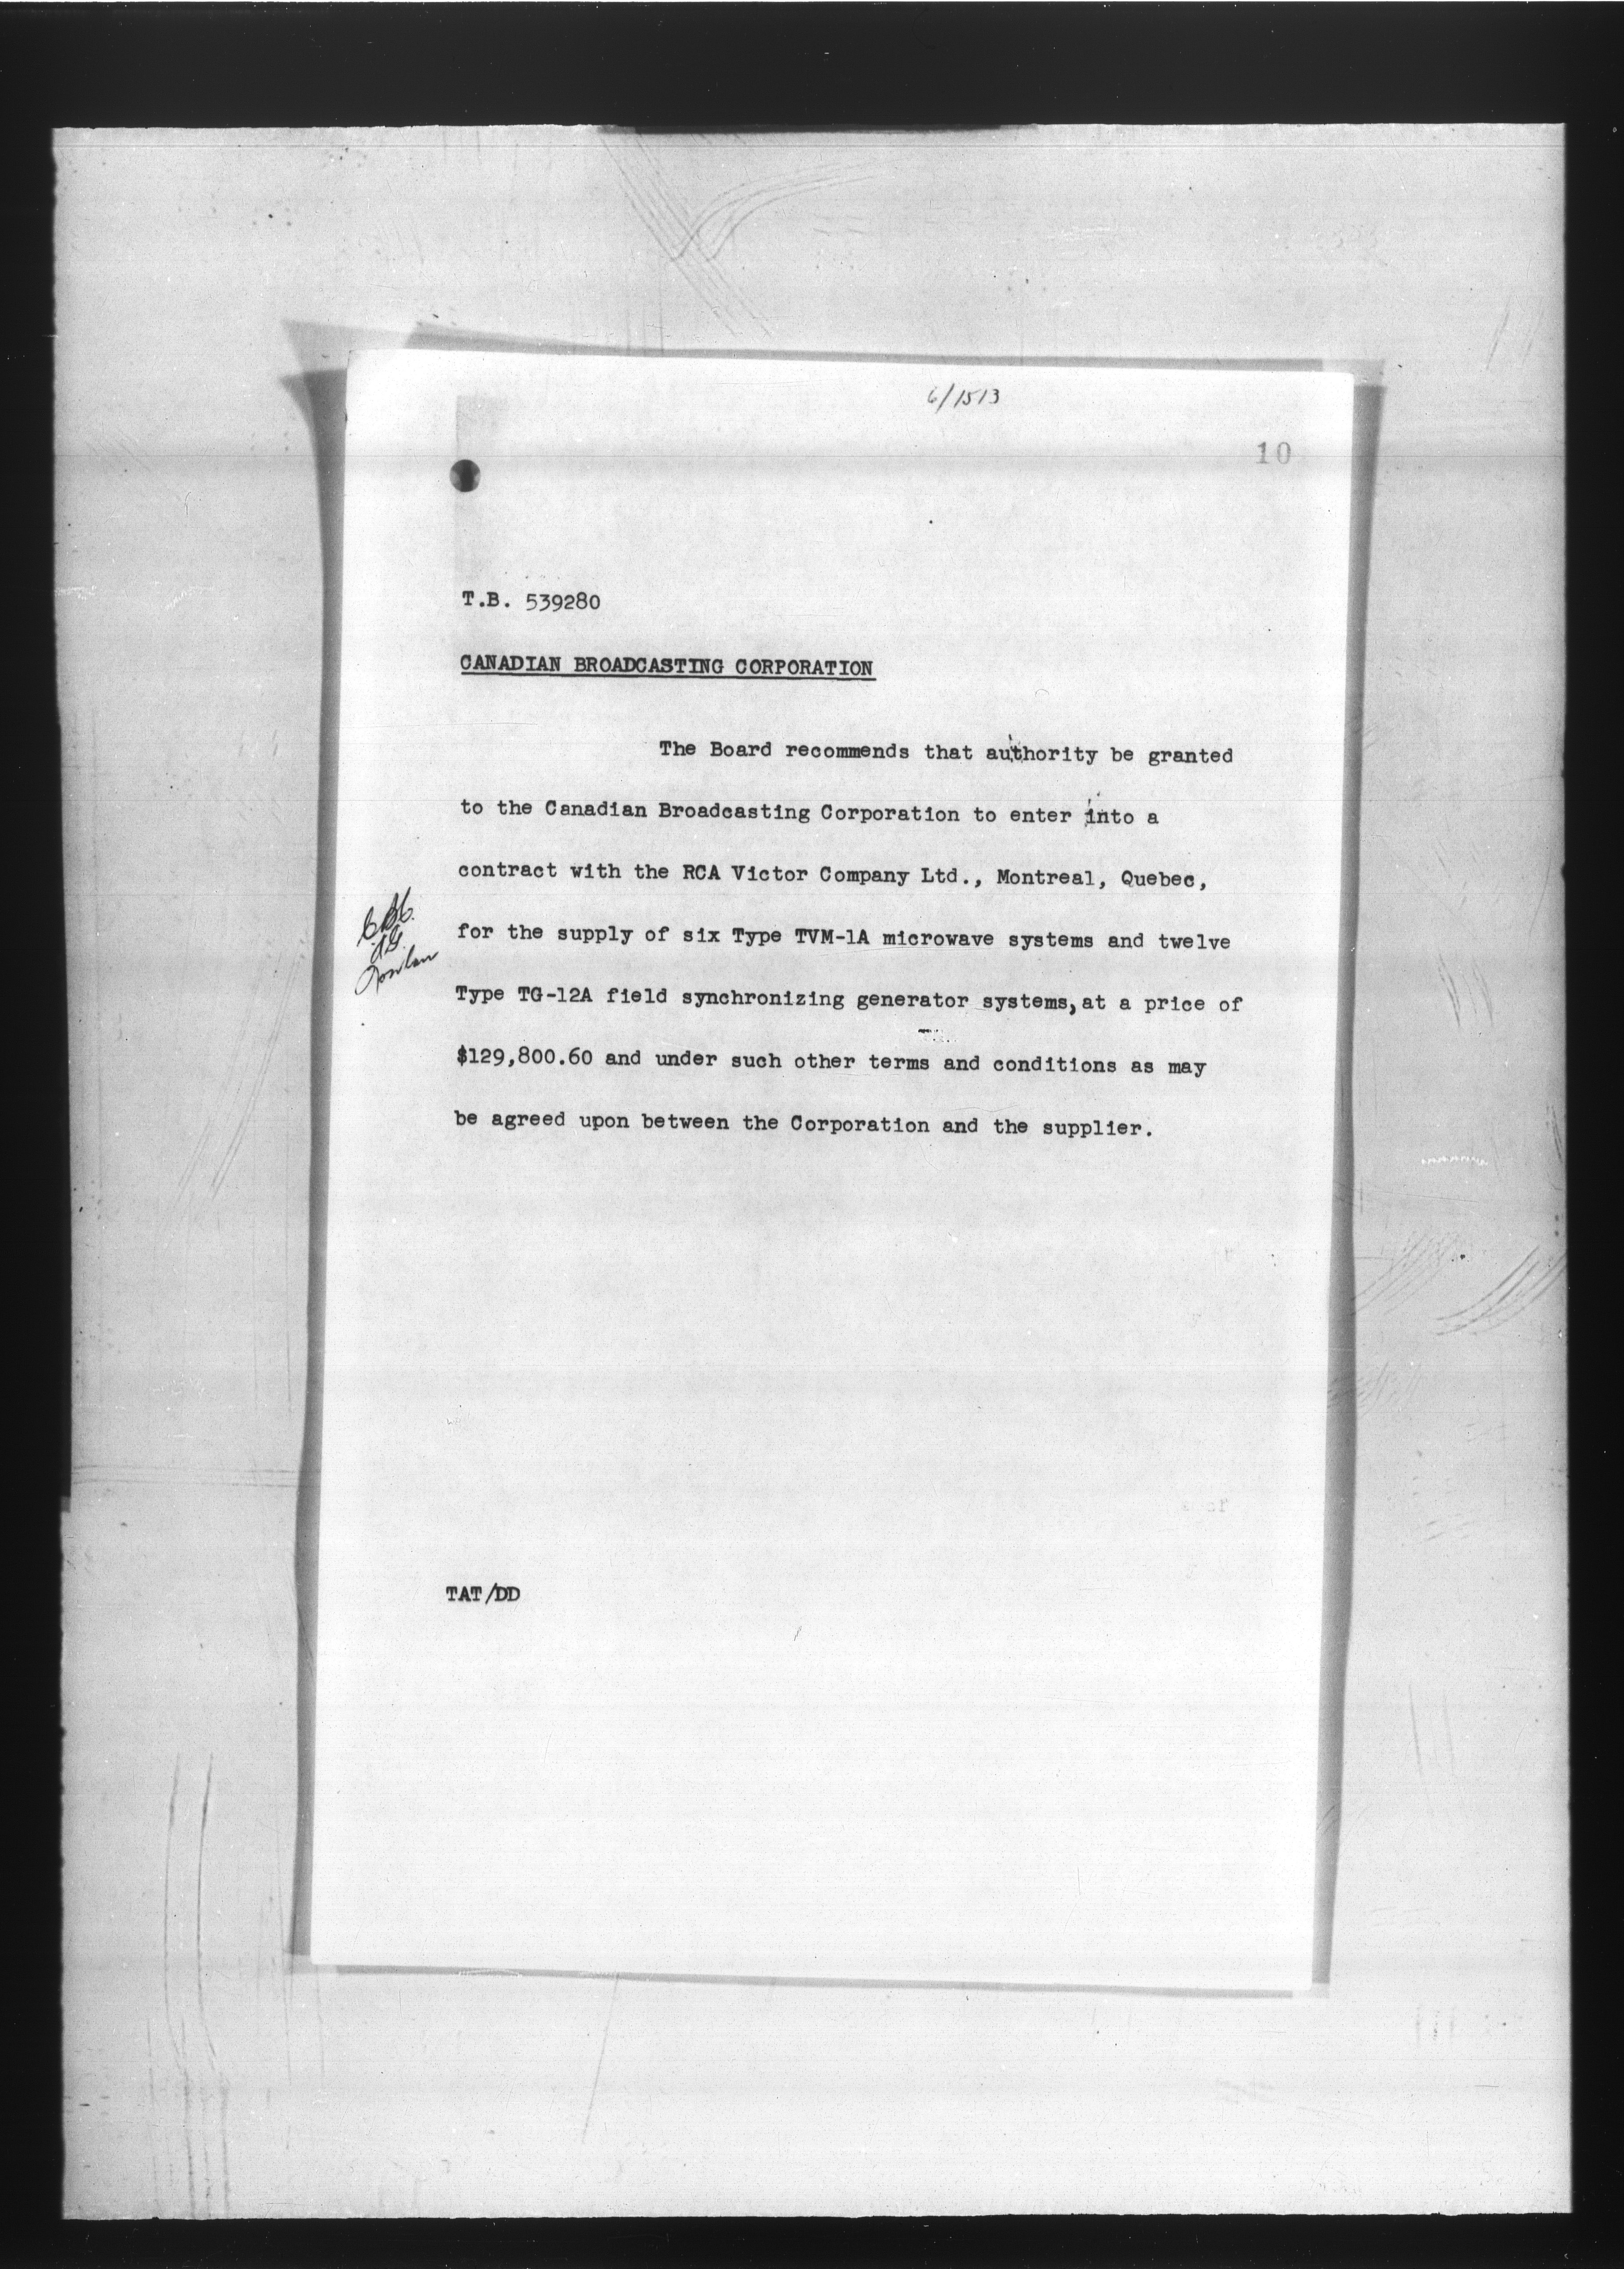 6/1513
10
T.B. 539280
CANADIAN BROADCASTING CORPORATION
The Board recommends that authority be granted
to the Canadian Broadcasting Corporation to enter into a
contract with the RCA Victor Company Ltd., Montreal, Quebec,
for the supply of six Type TVM-1A microwave systems and twelve
Type TG-12A field synchronizing generator systems, at a price of
$129,800.60 and under such other terms and conditions as may
be agreed upon between the Corporation and the supplier.
C.B.C.
A.G.
TAT/DD